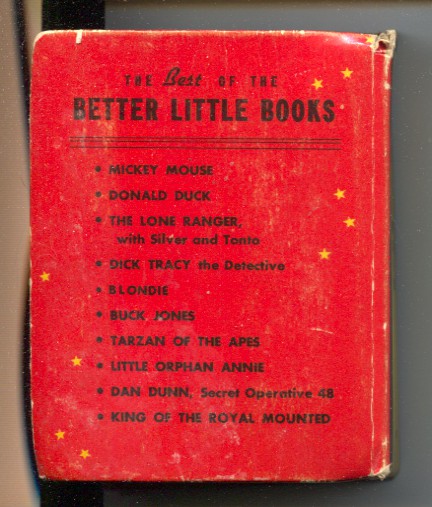 THE Best OF THE
BETTER LITTLE BOOKS
• MICKEY MOUSE
• DONALD DUCK
• THE LONE RANGER,
with Silver and Tonto
• DICK TRACY the Detective
• BLONDIE
• BUCK JONES
• TARZAN OF THE APES
• LITTLE ORPHAN ANNIE
• DAN DUNN, Secret Operative 48
• KING OF THE ROYAL MOUNTED